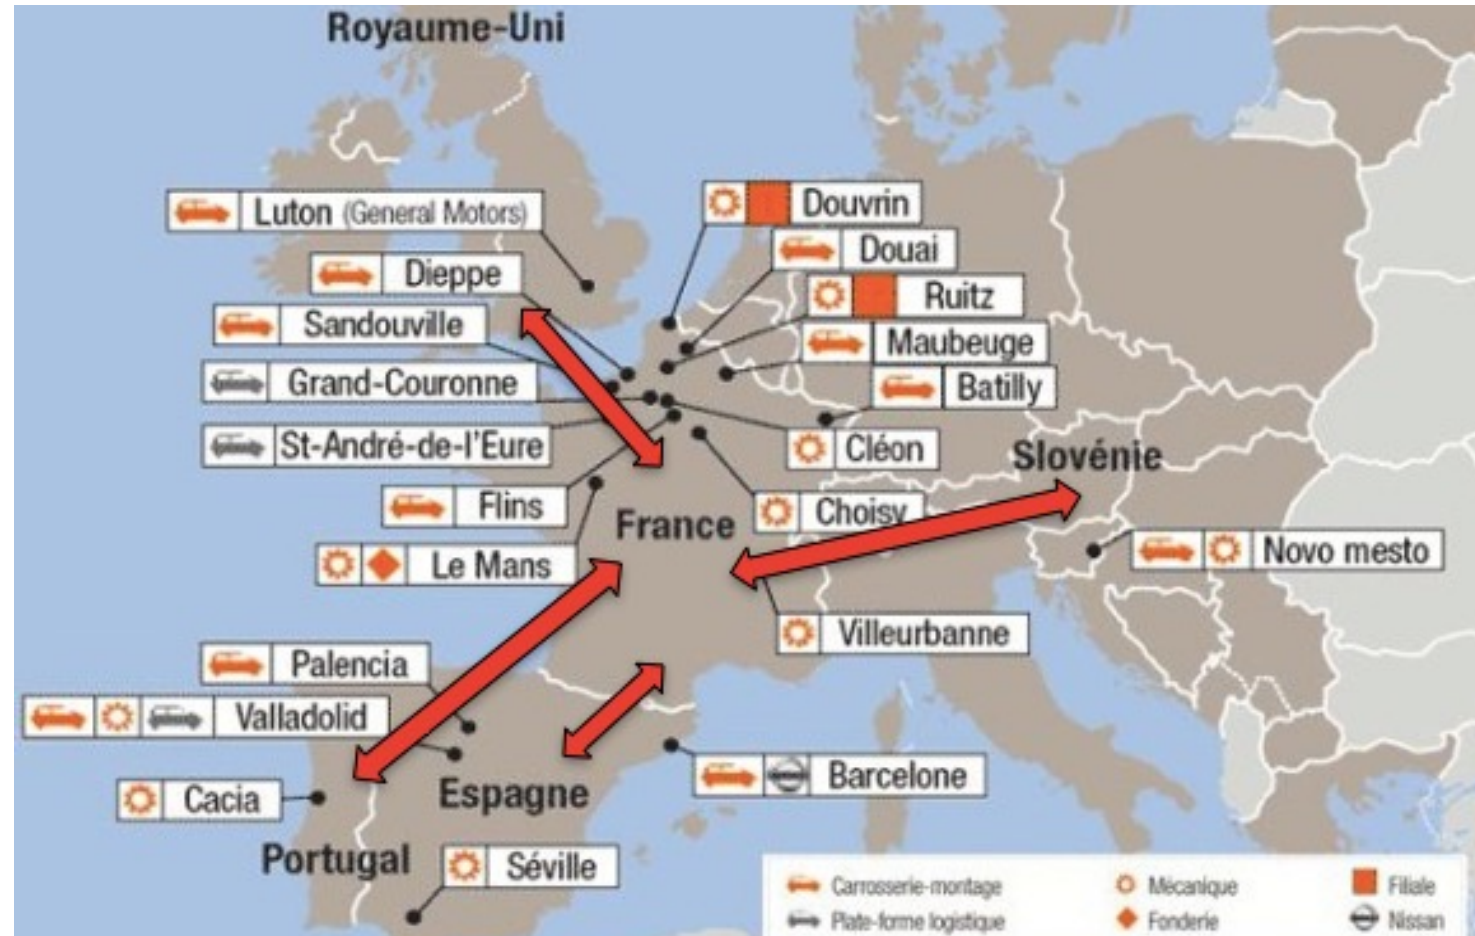 Royaume-Uni
Luton (General Motors)
Douvrin
Douai
Dieppe
Ruitz
Sandouville
Maubeuge
Grand-Couronne
Batilly
St-André-de-l'Eure
Cléon
Slovénie
Flins
Choisy
France
Novo mesto
Le Mans
Villeurbanne
Palencia
Valladolid
Barcelone
Cacia
Espagne
Portugal
Séville
Carrosserie-montage
Mécanique
Filiale
Plate-forme logistique
Fonderie
Nissan